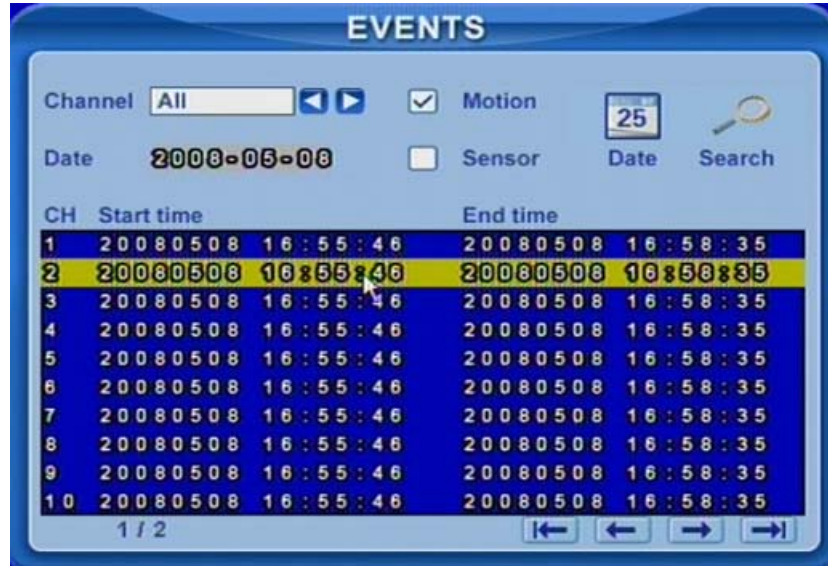 EVENTS
Channel All Motion 25
Date 2008-05-08 Sensor Date Search
CH Start time End time
1 20080508 16:55:46 20080508 16:58:35
2 20080508 16:55:46 20080508 16:58:35
3 20080508 16:55:46 20080508 16:58:35
4 20080508 16:55:46 20080508 16:58:35
5 20080508 16:55:46 20080508 16:58:35
6 20080508 16:55:46 20080508 16:58:35
7 20080508 16:55:46 20080508 16:58:35
8 20080508 16:55:46 20080508 16:58:35
9 20080508 16:55:46 20080508 16:58:35
10 20080508 16:55:46 20080508 16:58:35
1 / 2